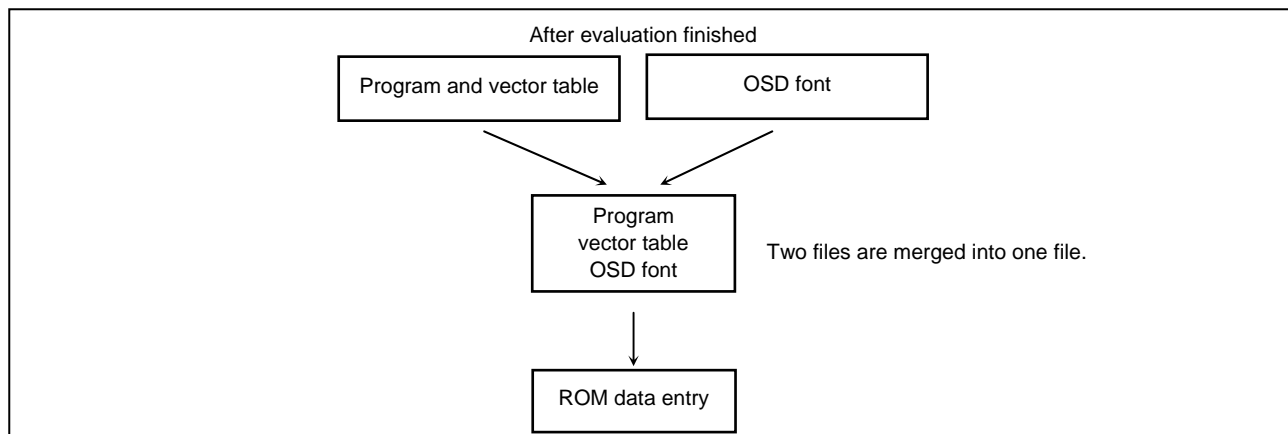 After evaluation finished
Program and vector table
OSD font
Program
vector table
OSD font
Two files are merged into one file.
ROM data entry